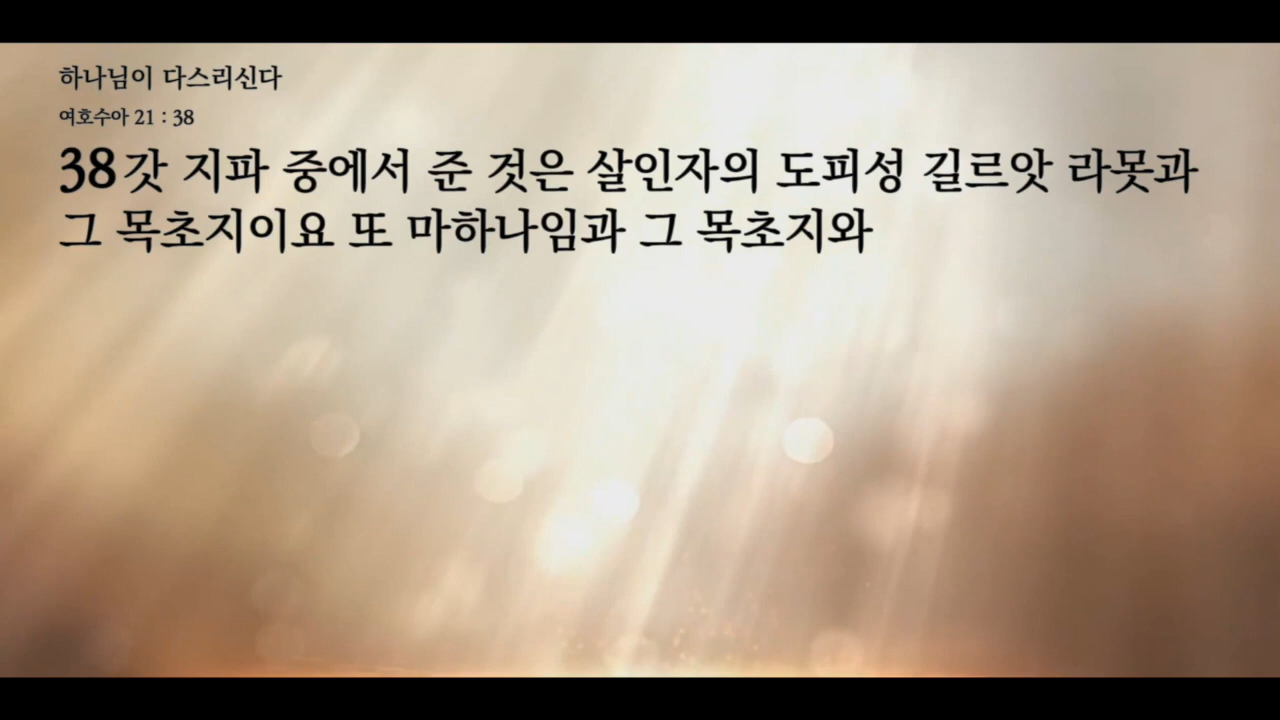 하나님이 다스리신다
여호수아 21 : 38
38 갓 지파 중에서 준 것은 살인자의 도피성 길르앗 라못과
그 목초지이요 또 마하나임과 그 목초지와